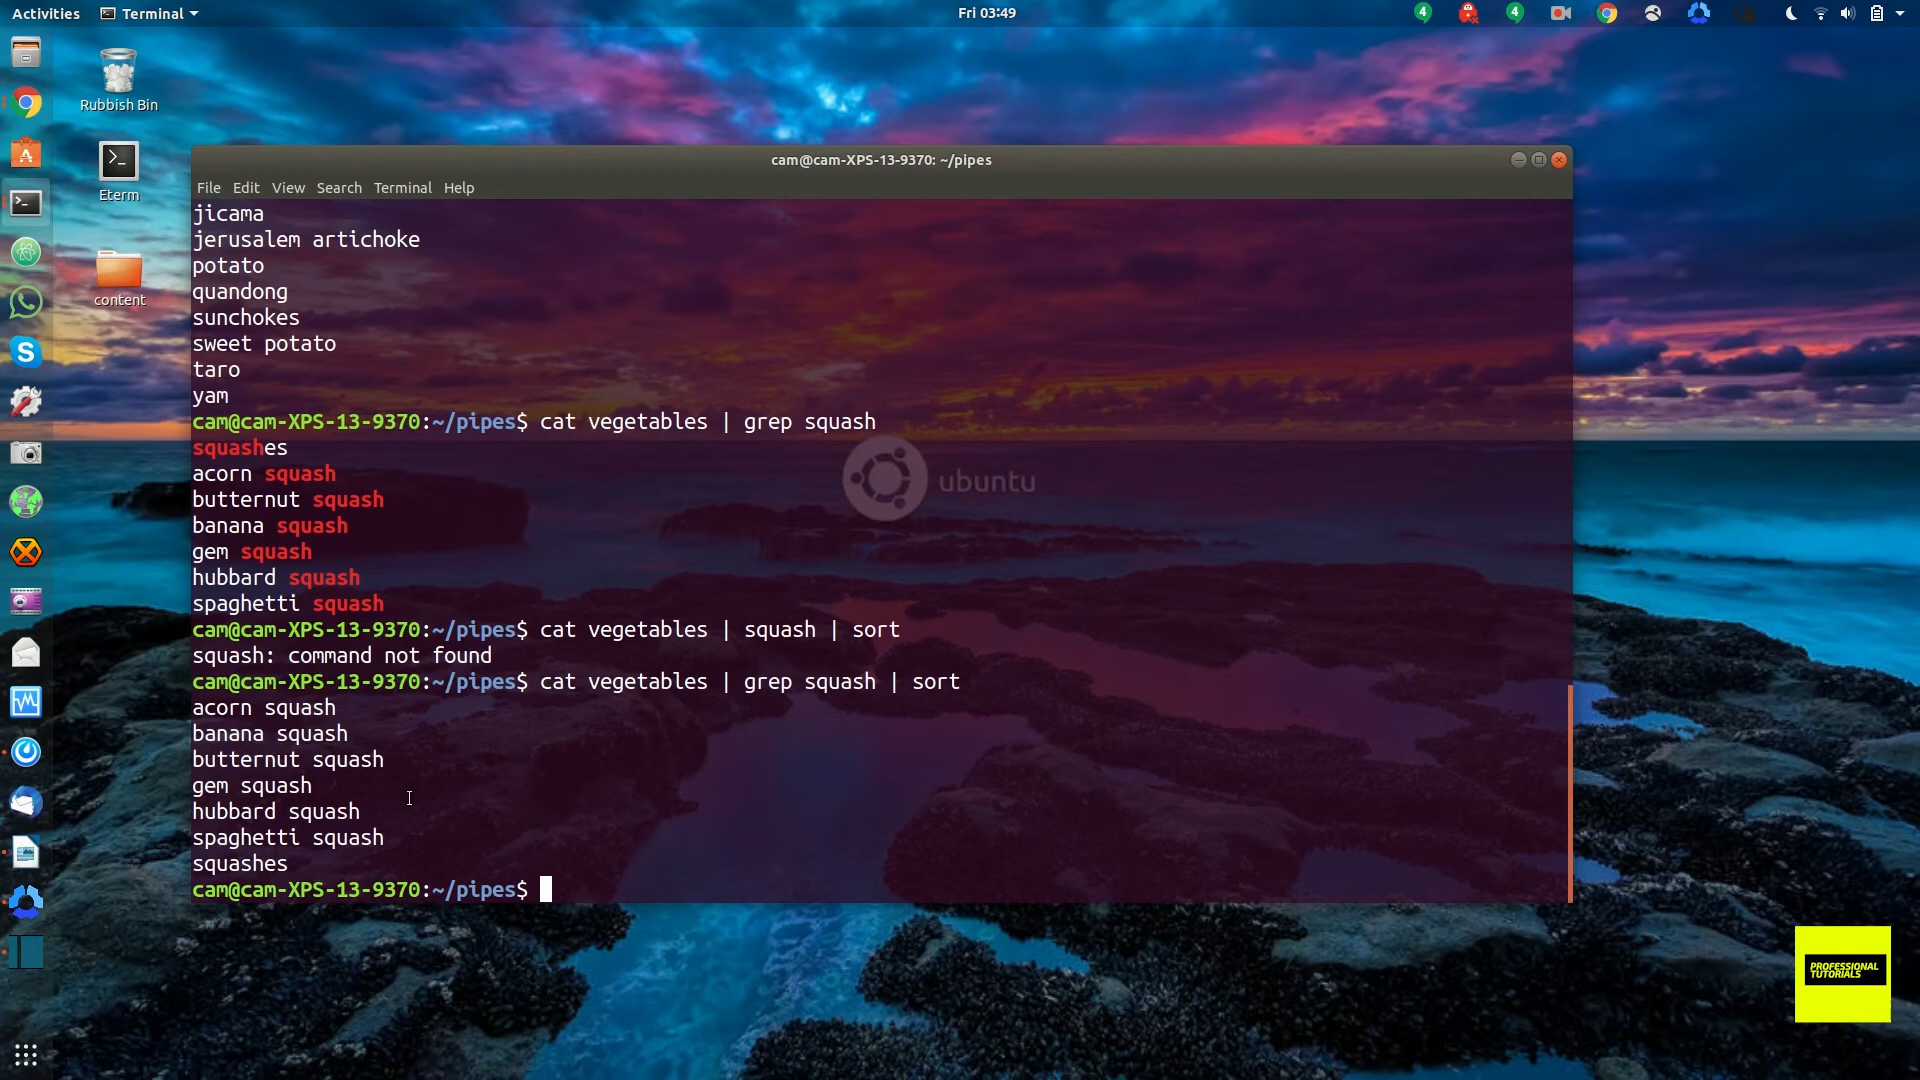 Activities Terminal Fri 03:49 4 4
Rubbish Bin
Eterm
content
cam@cam-XPS-13-9370: ~/pipes
File Edit View Search Terminal Help
jicama
jerusalem artichoke
potato
quandong
sunchokes
sweet potato
taro
yam
cam@cam-XPS-13-9370:~/pipes$ cat vegetables | grep squash
squashes
acorn squash
butternut squash
banana squash
gem squash
hubbard squash
spaghetti squash
cam@cam-XPS-13-9370:~/pipes$ cat vegetables | squash | sort
squash: command not found
cam@cam-XPS-13-9370:~/pipes$ cat vegetables | grep squash | sort
acorn squash
banana squash
butternut squash
gem squash
hubbard squash
spaghetti squash
squashes
cam@cam-XPS-13-9370:~/pipes$
ubuntu
PROFESSIONAL
TUTORIALS